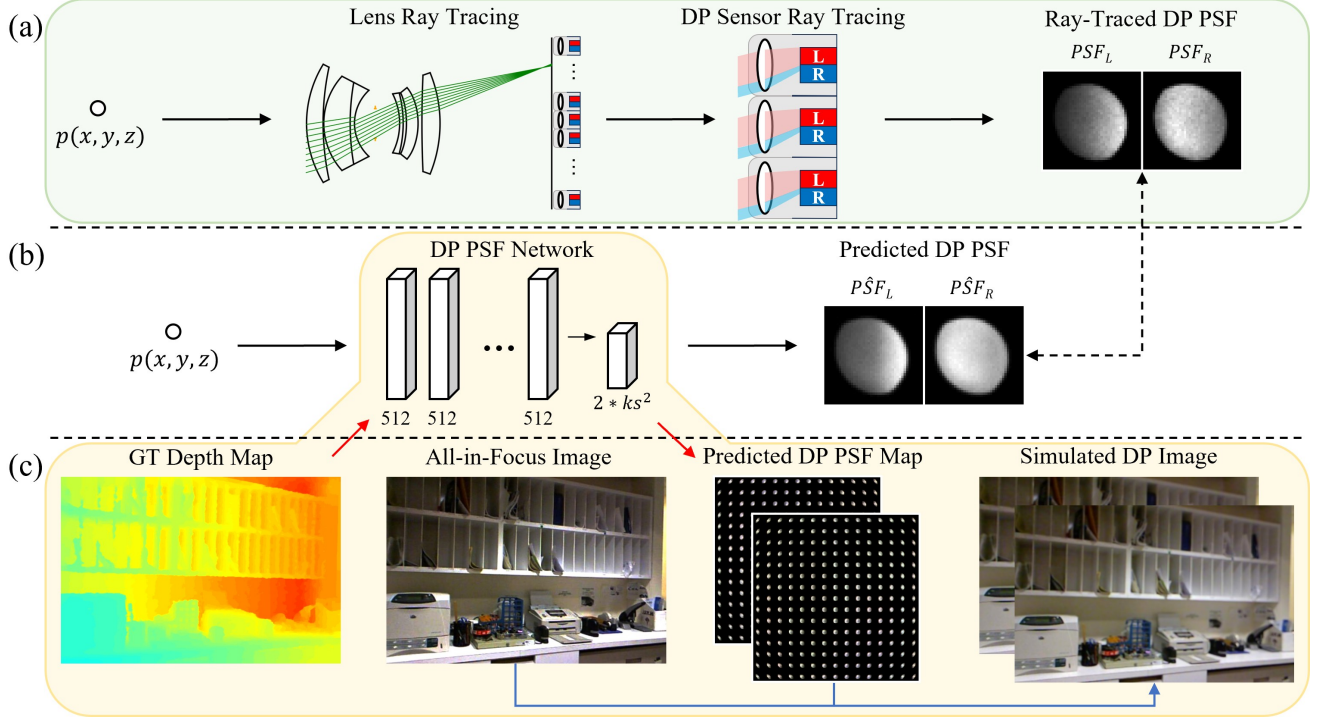 (a)
Lens Ray Tracing
DP Sensor Ray Tracing
Ray-Traced DP PSF
PSF_L
PSF_R
p(x, y, z)
L
R
L
R
L
R
(b)
DP PSF Network
Predicted DP PSF
PŜF_L
PŜF_R
p(x, y, z)
512
512
512
2 * ks²
(c)
GT Depth Map
All-in-Focus Image
Predicted DP PSF Map
Simulated DP Image